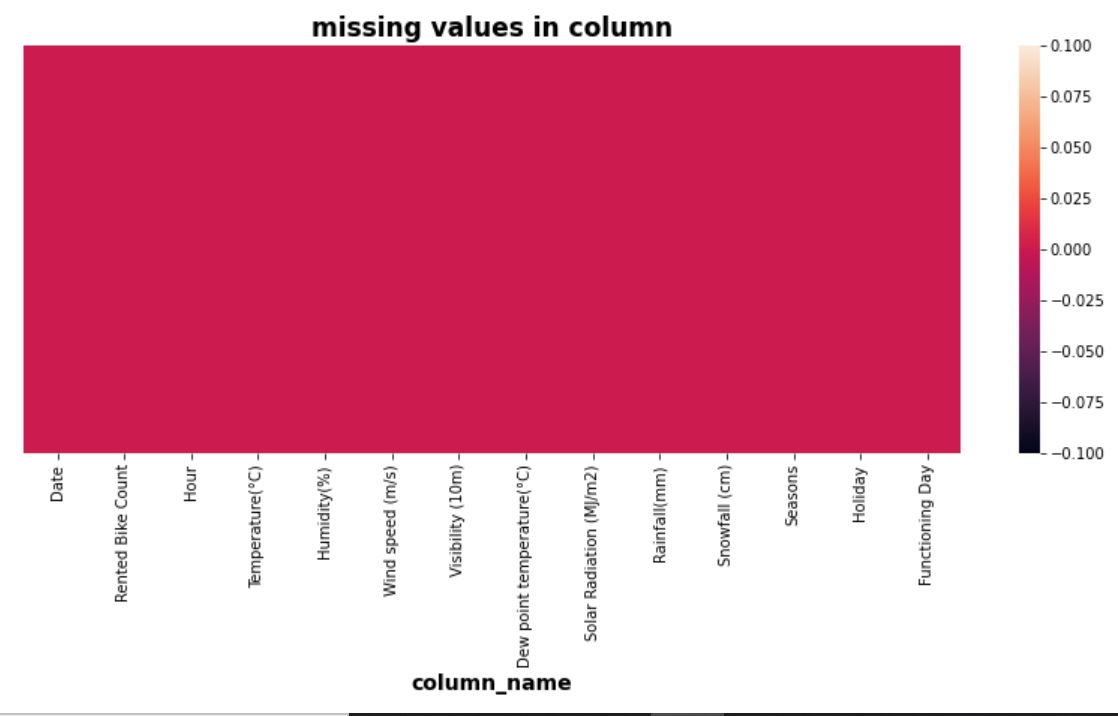 missing values in column
0.100
0.075
0.050
0.025
0.000
−0.025
−0.050
−0.075
−0.100
Date
Rented Bike Count
Hour
Temperature(°C)
Humidity(%)
Wind speed (m/s)
Visibility (10m)
Dew point temperature(°C)
Solar Radiation (MJ/m2)
Rainfall(mm)
Snowfall (cm)
Seasons
Holiday
Functioning Day
column_name